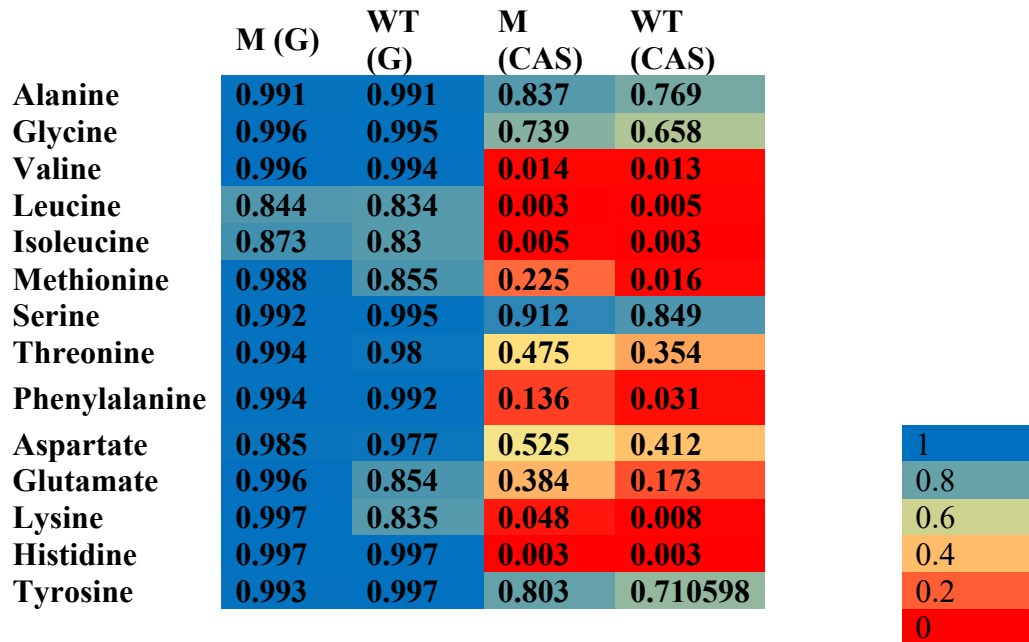 M (G) WT (G) M (CAS) WT (CAS)
Alanine 0.991 0.991 0.837 0.769
Glycine 0.996 0.995 0.739 0.658
Valine 0.996 0.994 0.014 0.013
Leucine 0.844 0.834 0.003 0.005
Isoleucine 0.873 0.83 0.005 0.003
Methionine 0.988 0.855 0.225 0.016
Serine 0.992 0.995 0.912 0.849
Threonine 0.994 0.98 0.475 0.354
Phenylalanine 0.994 0.992 0.136 0.031
Aspartate 0.985 0.977 0.525 0.412
Glutamate 0.996 0.854 0.384 0.173
Lysine 0.997 0.835 0.048 0.008
Histidine 0.997 0.997 0.003 0.003
Tyrosine 0.993 0.997 0.803 0.710598
1
0.8
0.6
0.4
0.2
0